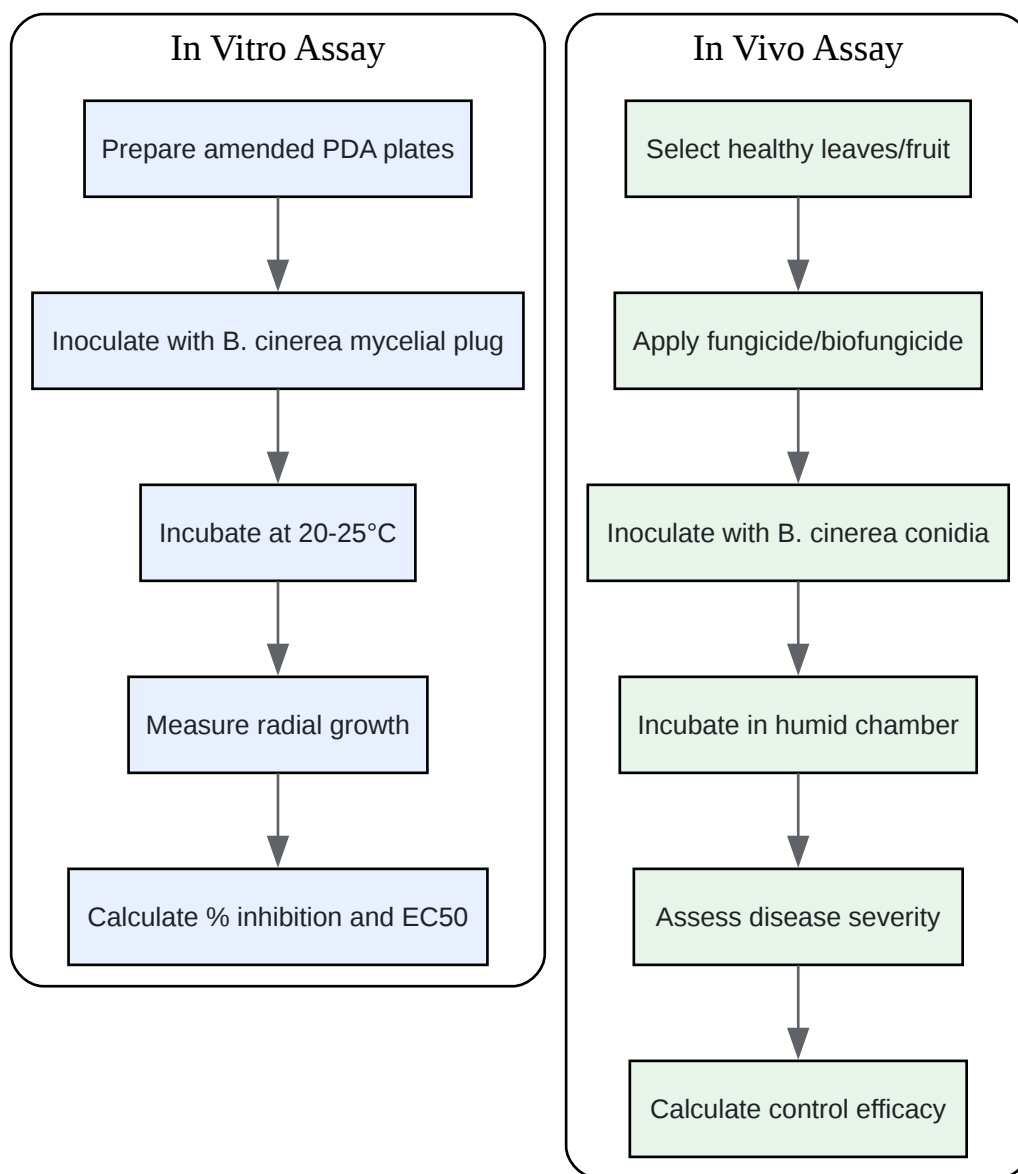 In Vitro Assay
Prepare amended PDA plates
Inoculate with B. cinerea mycelial plug
Incubate at 20-25°C
Measure radial growth
Calculate % inhibition and EC50
In Vivo Assay
Select healthy leaves/fruit
Apply fungicide/biofungicide
Inoculate with B. cinerea conidia
Incubate in humid chamber
Assess disease severity
Calculate control efficacy